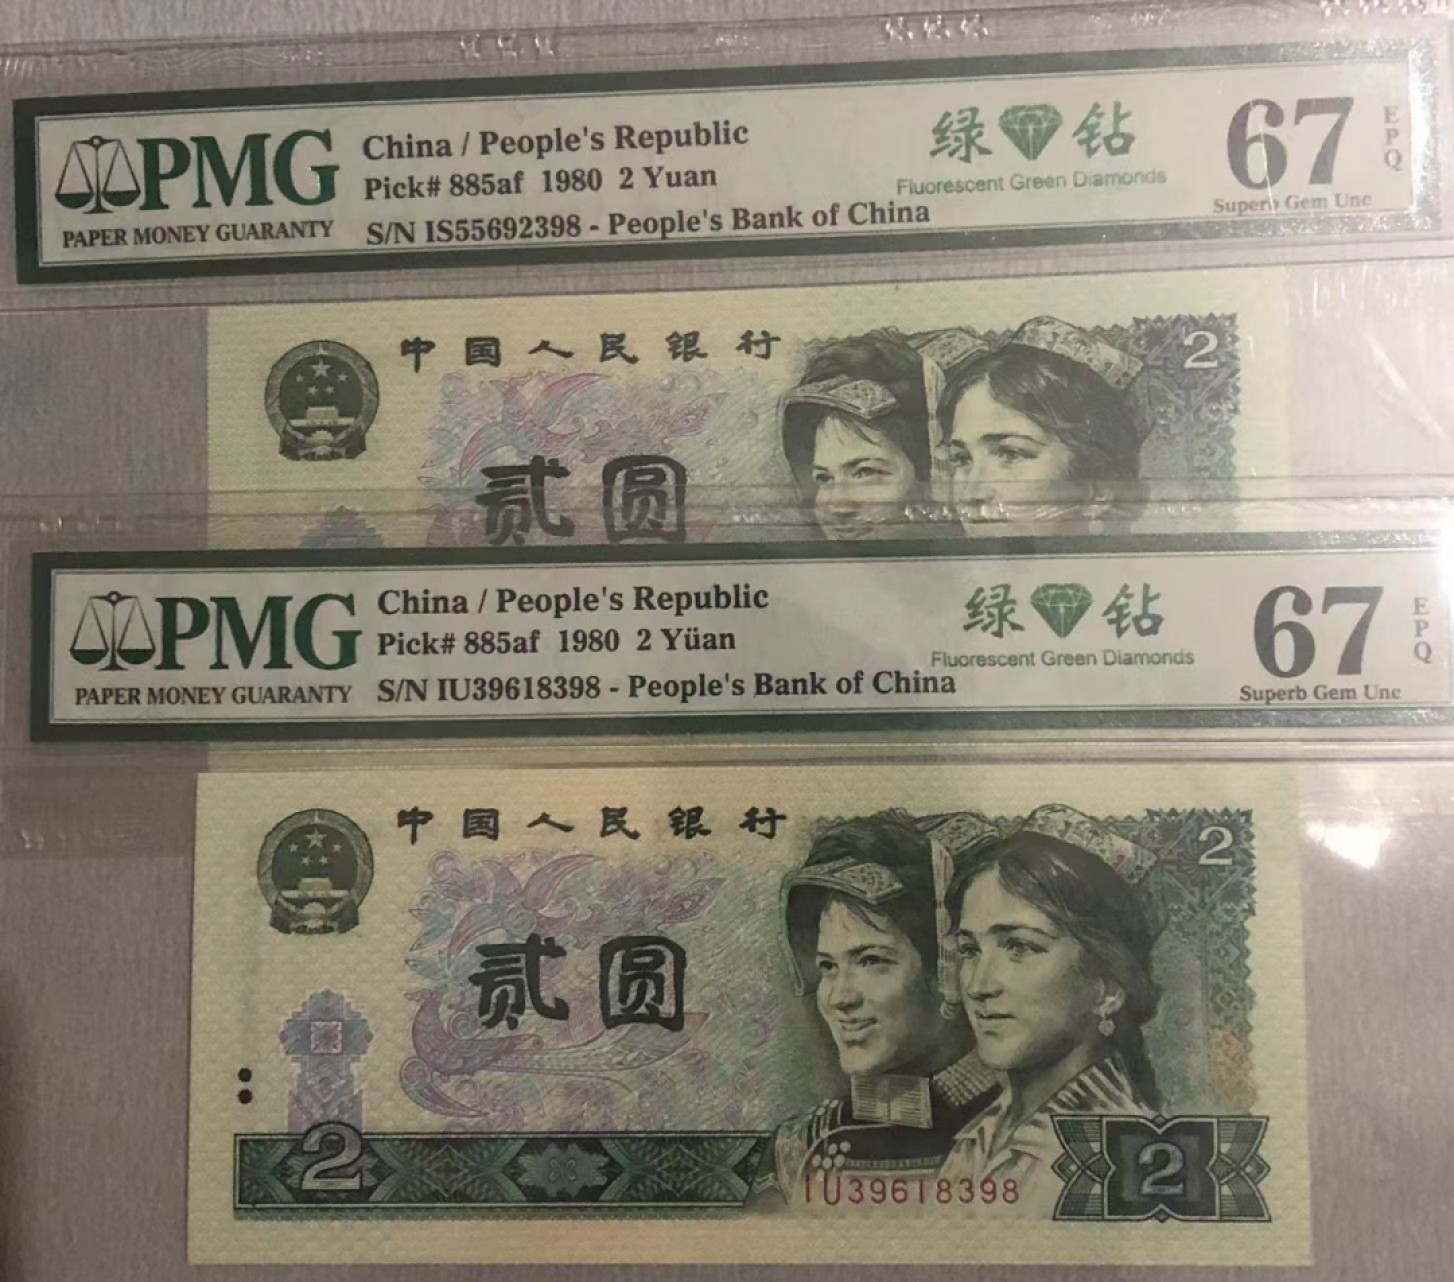 PMG
PAPER MONEY GUARANTY
China / People's Republic
Pick# 885af 1980 2 Yuan
S/N IS55692398 - People's Bank of China
绿 钻
Fluorescent Green Diamonds
67
EPQ
Superb Gem Unc
中国人民银行
2
贰圆
PMG
PAPER MONEY GUARANTY
China / People's Republic
Pick# 885af 1980 2 Yüan
S/N IU39618398 - People's Bank of China
绿 钻
Fluorescent Green Diamonds
67
EPQ
Superb Gem Unc
中国人民银行
2
贰圆
2
IU39618398
2